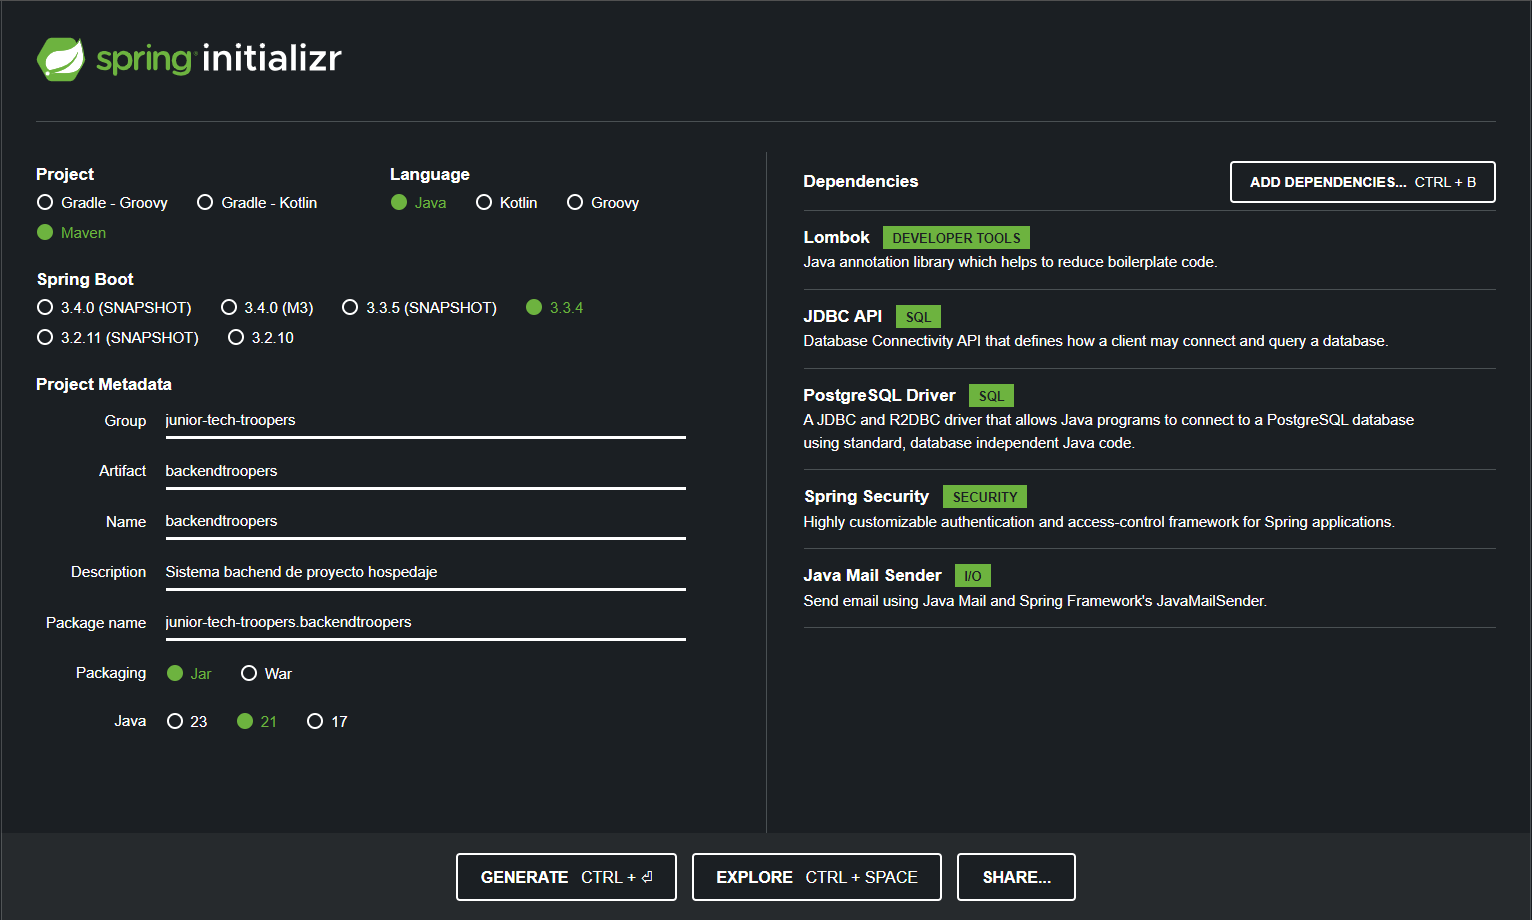 spring initializr
Project
Gradle - Groovy Gradle - Kotlin
Maven
Language
Java Kotlin Groovy
Spring Boot
3.4.0 (SNAPSHOT) 3.4.0 (M3) 3.3.5 (SNAPSHOT) 3.3.4
3.2.11 (SNAPSHOT) 3.2.10
Project Metadata
Group junior-tech-troopers
Artifact backendtroopers
Name backendtroopers
Description Sistema bachend de proyecto hospedaje
Package name junior-tech-troopers.backendtroopers
Packaging Jar War
Java 23 21 17
Dependencies ADD DEPENDENCIES... CTRL + B
Lombok DEVELOPER TOOLS
Java annotation library which helps to reduce boilerplate code.
JDBC API SQL
Database Connectivity API that defines how a client may connect and query a database.
PostgreSQL Driver SQL
A JDBC and R2DBC driver that allows Java programs to connect to a PostgreSQL database
using standard, database independent Java code.
Spring Security SECURITY
Highly customizable authentication and access-control framework for Spring applications.
Java Mail Sender I/O
Send email using Java Mail and Spring Framework's JavaMailSender.
GENERATE CTRL + ⏎ EXPLORE CTRL + SPACE SHARE...